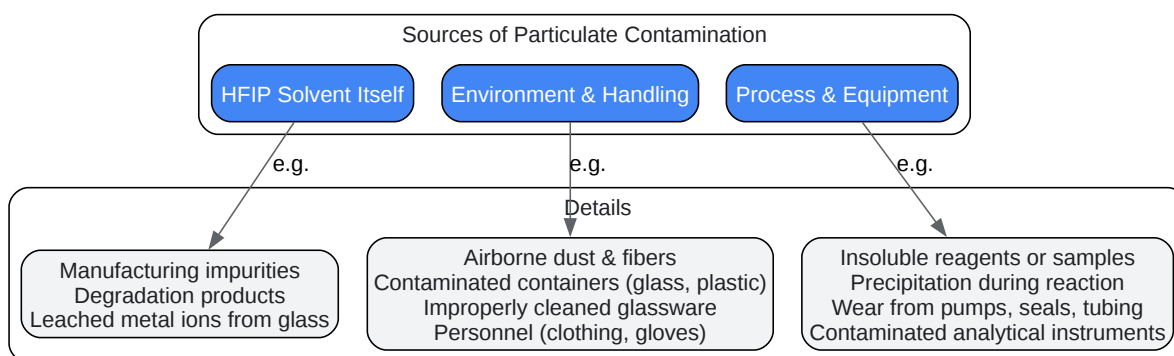 Sources of Particulate Contamination
HFIP Solvent Itself
Environment & Handling
Process & Equipment
e.g.
e.g.
e.g.
Details
Manufacturing impurities
Degradation products
Leached metal ions from glass
Airborne dust & fibers
Contaminated containers (glass, plastic)
Improperly cleaned glassware
Personnel (clothing, gloves)
Insoluble reagents or samples
Precipitation during reaction
Wear from pumps, seals, tubing
Contaminated analytical instruments